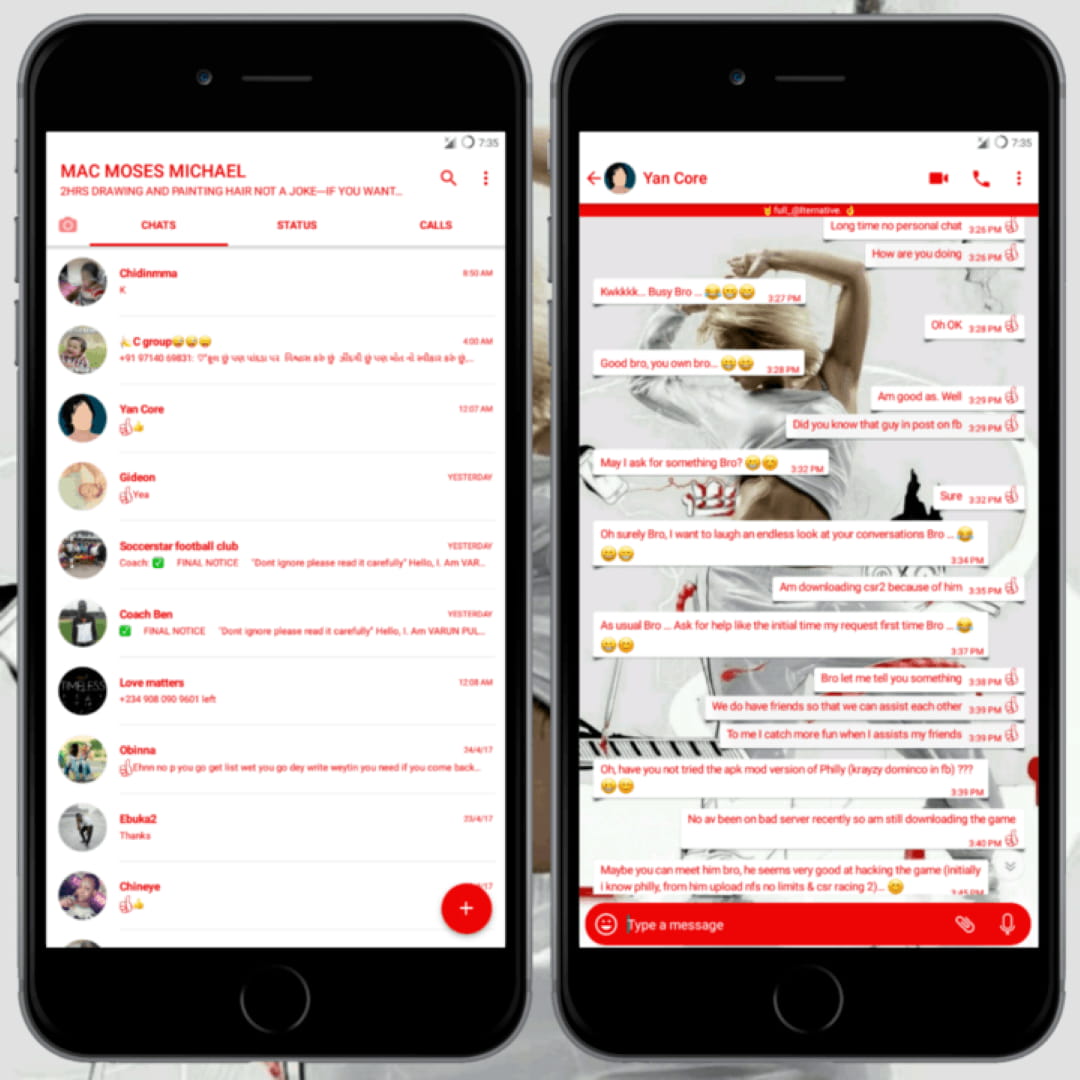 7:35
MAC MOSES MICHAEL
2HRS DRAWING AND PAINTING HAIR NOT A JOKE—IF YOU WANT...
CHATS STATUS CALLS
Chidinmma 8:50 AM
K
C group😅😅😄 4:00 AM
+91 97140 69831:
Yan Core 12:07 AM
👍
Gideon YESTERDAY
Yea
Soccerstar football club YESTERDAY
Coach: ✅ FINAL NOTICE "Dont ignore please read it carefully" Hello, I. Am VAR...
Coach Ben YESTERDAY
✅ FINAL NOTICE "Dont ignore please read it carefully" Hello, I. Am VARUN PUL...
TIMELESS
Love matters 12:08 AM
+234 908 090 9601 left
Obinna 24/4/17
Ehnn no p you go get list wet you go dey write weytin you need if you come back...
Ebuka2 23/4/17
Thanks
Chineye
👍
7:35
Yan Core
full_@lternative
Long time no personal chat 3:26 PM
How are you doing 3:26 PM
Kwkkkk... Busy Bro ... 😂😁😁 3:27 PM
Oh OK 3:28 PM
Good bro, you own bro... 😁😄 3:28 PM
Am good as. Well 3:29 PM
Did you know that guy in post on fb 3:29 PM
May I ask for something Bro? 😁😊 3:32 PM
Sure 3:32 PM
Oh surely Bro, I want to laugh an endless look at your conversations Bro ... 😂
😀😁 3:34 PM
Am downloading csr2 because of him 3:35 PM
As usual Bro ... Ask for help like the initial time my request first time Bro ... 😂
😁😊 3:37 PM
Bro let me tell you something 3:38 PM
We do have friends so that we can assist each other 3:39 PM
To me I catch more fun when I assists my friends 3:39 PM
Oh, have you not tried the apk mod version of Philly (krayzy dominco in fb) ???
😁😊 3:39 PM
No av been on bad server recently so am still downloading the game
3:40 PM
Maybe you can meet him bro, he seems very good at hacking the game (initially
i know philly, from him upload nfs no limits & csr racing 2)... 😊 3:45 PM
Type a message